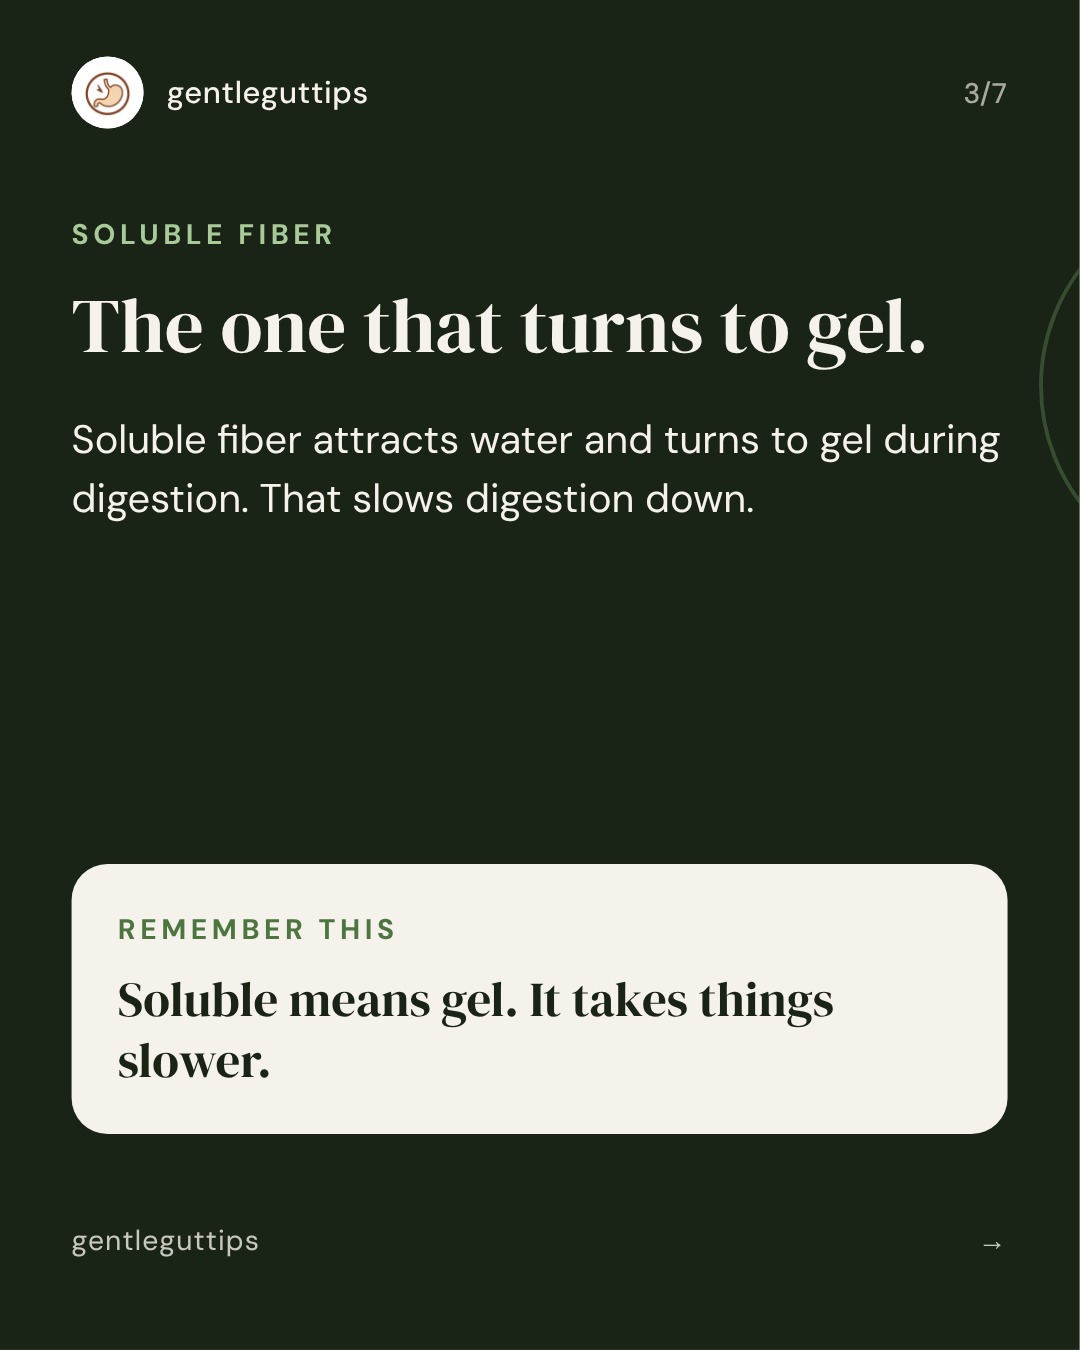 gentleguttips
3/7
SOLUBLE FIBER
The one that turns to gel.
Soluble fiber attracts water and turns to gel during
digestion. That slows digestion down.
REMEMBER THIS
Soluble means gel. It takes things
slower.
gentleguttips
→